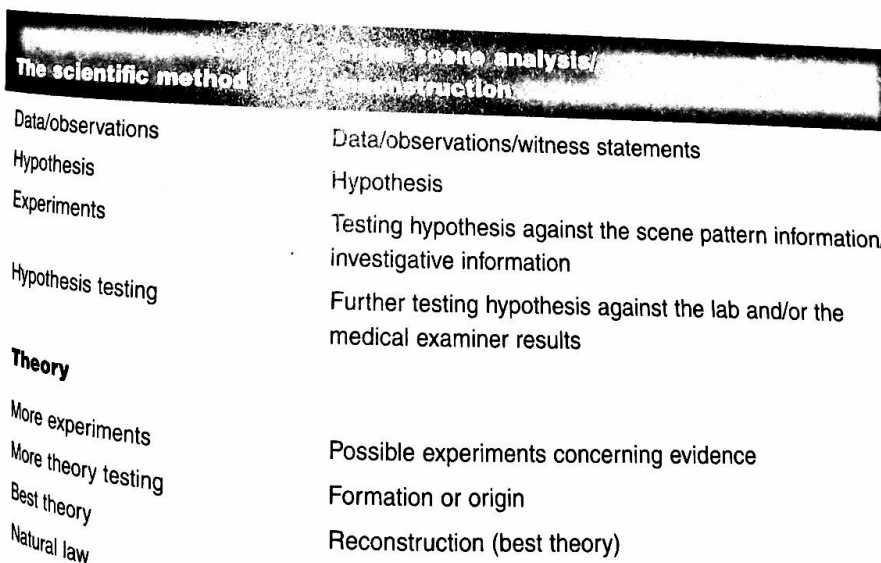 The scientific method
scene analysis/
reconstruction
Data/observations
Data/observations/witness statements
Hypothesis
Hypothesis
Experiments
Testing hypothesis against the scene pattern information/
investigative information
Hypothesis testing
Further testing hypothesis against the lab and/or the
medical examiner results
Theory
More experiments
Possible experiments concerning evidence
More theory testing
Formation or origin
Best theory
Reconstruction (best theory)
Natural law